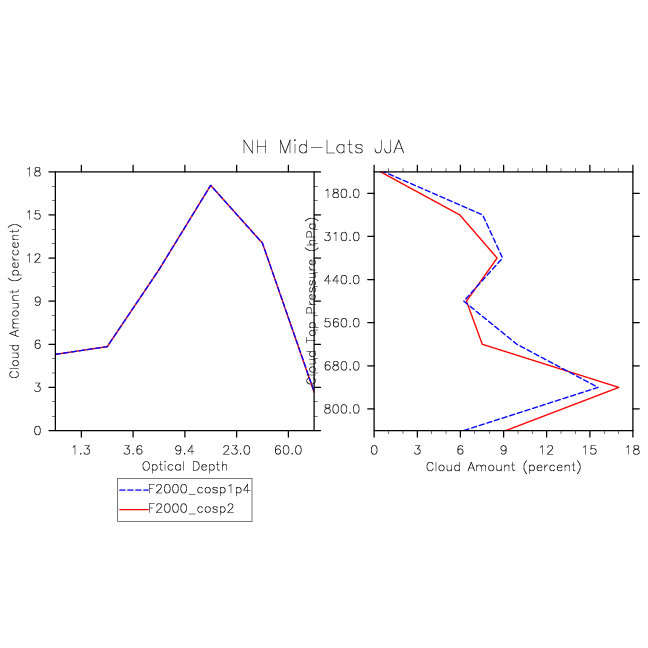 NH Mid-Lats JJA
Cloud Amount (percent)
18
15
12
9
6
3
0
1.3 3.6 9.4 23.0 60.0
Optical Depth
Cloud Top Pressure (hPa)
180.0
310.0
440.0
560.0
680.0
800.0
0 3 6 9 12 15 18
Cloud Amount (percent)
F2000_cosp1p4
F2000_cosp2